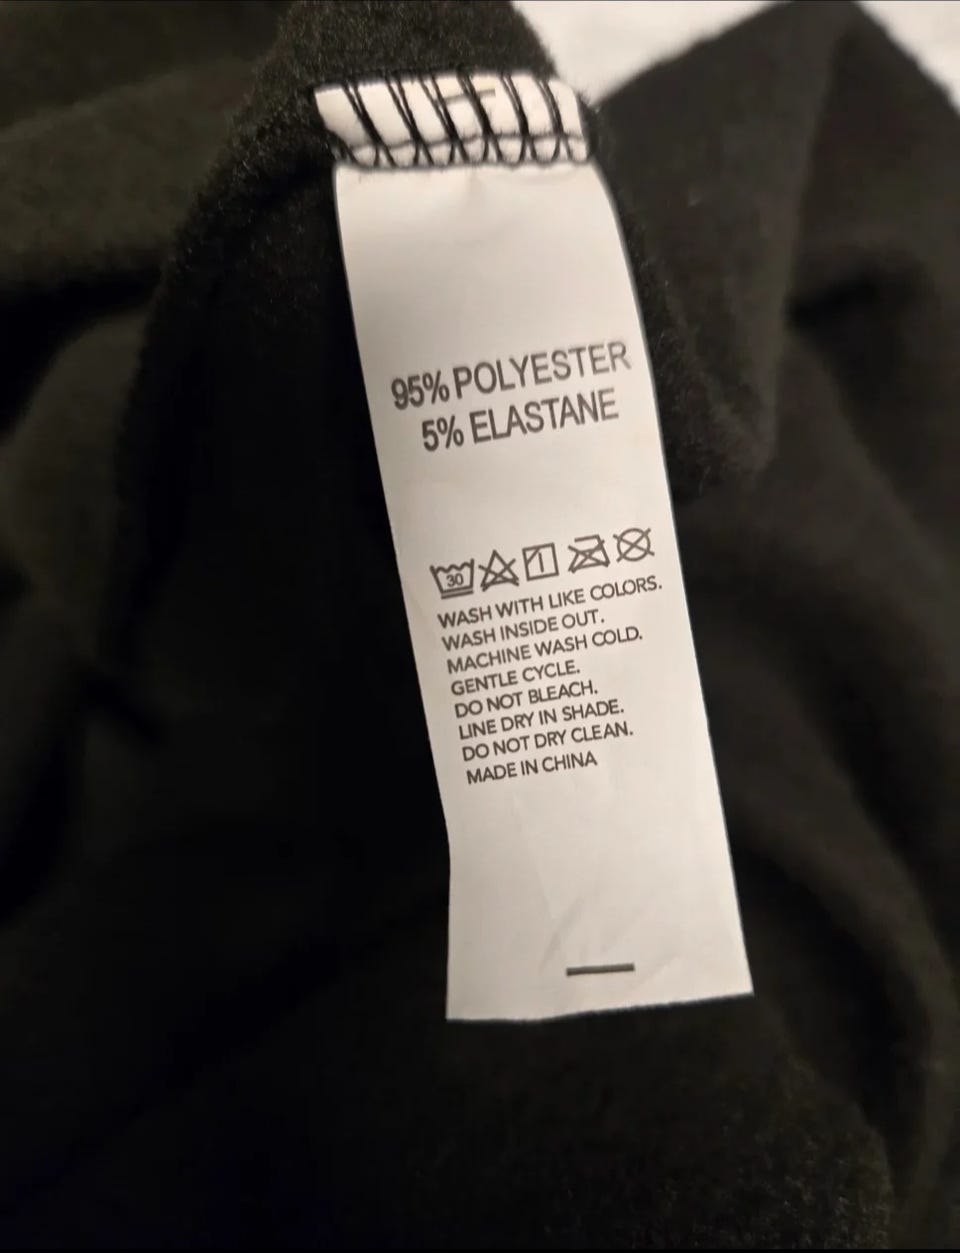 95% POLYESTER
5% ELASTANE
30
WASH WITH LIKE COLORS.
WASH INSIDE OUT.
MACHINE WASH COLD.
GENTLE CYCLE.
DO NOT BLEACH.
LINE DRY IN SHADE.
DO NOT DRY CLEAN.
MADE IN CHINA